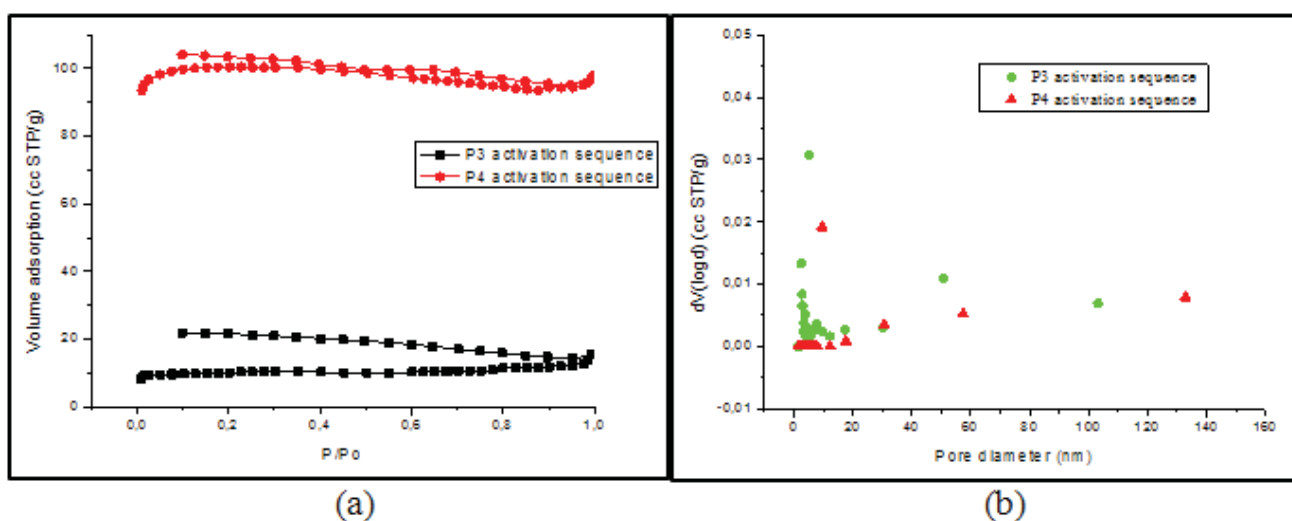 Volume adsorption (cc STP/g)
100
80
60
40
20
0
0,0 0,2 0,4 0,6 0,8 1,0
P/Po
P3 activation sequence
P4 activation sequence
(a)
dV(logd) (cc STP/g)
0,05
0,04
0,03
0,02
0,01
0,00
-0,01
0 20 40 60 80 100 120 140 160
Pore diameter (nm)
P3 activation sequence
P4 activation sequence
(b)